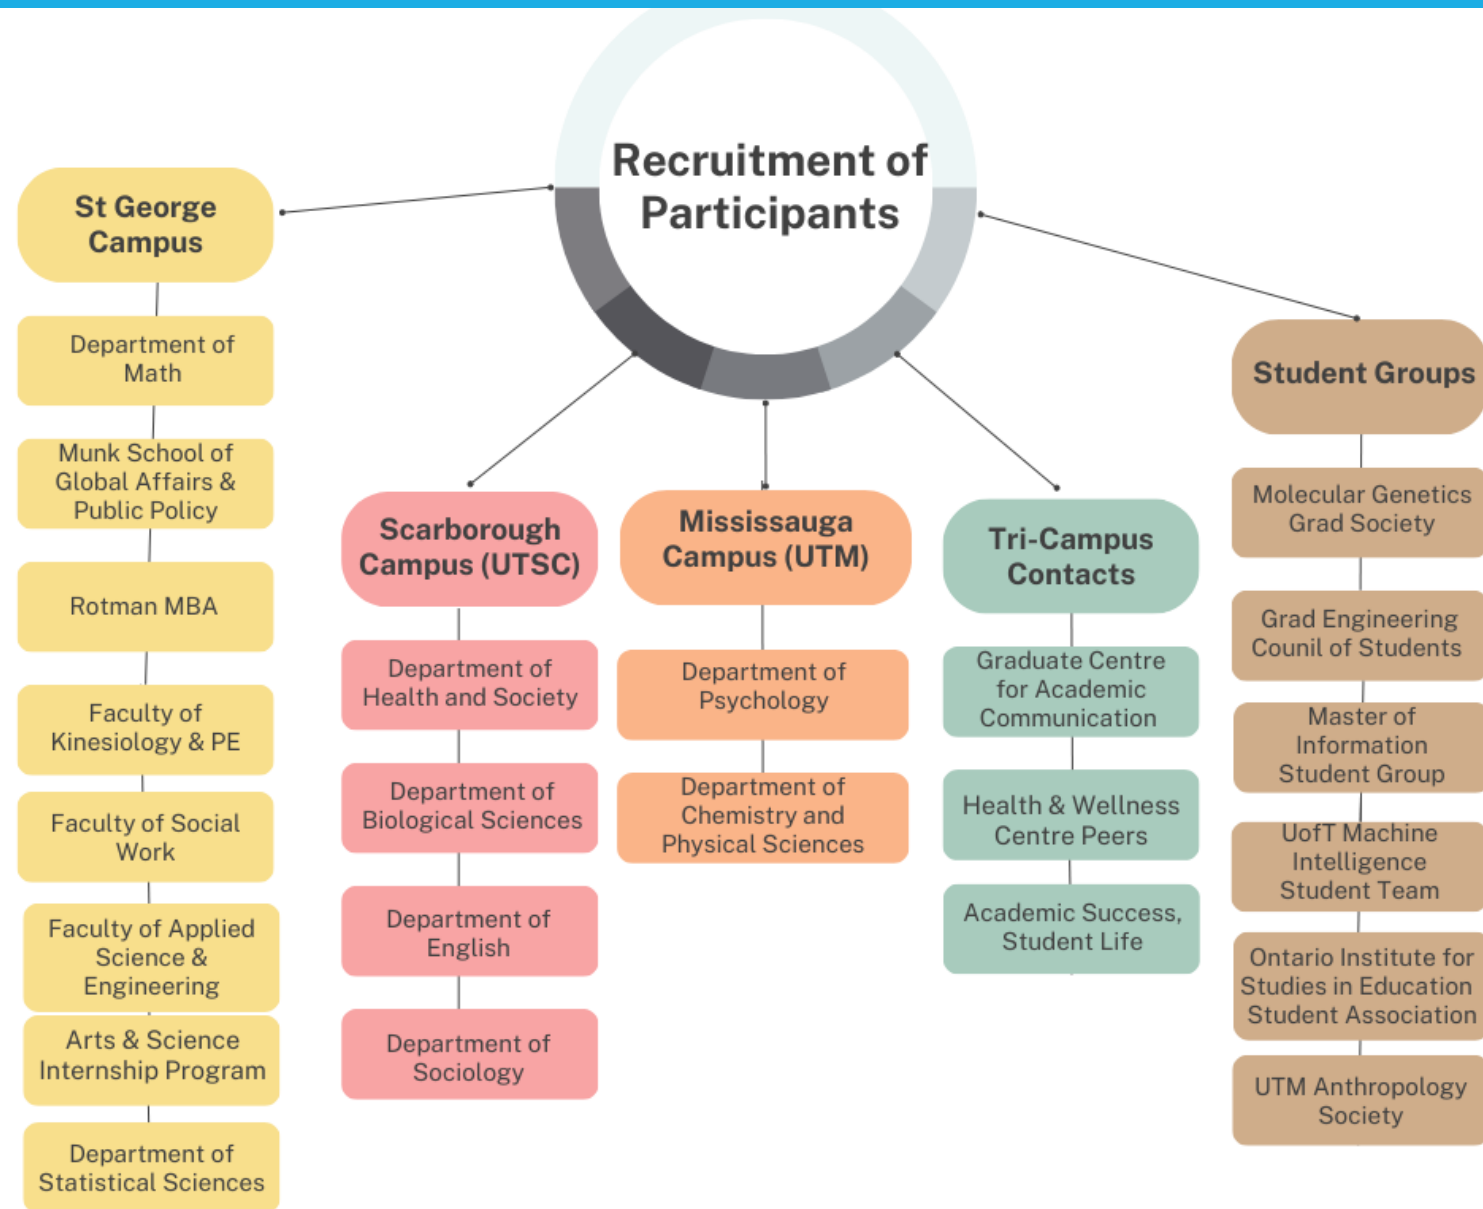 Recruitment of
Participants
St George
Campus
Department of
Math
Munk School of
Global Affairs &
Public Policy
Rotman MBA
Faculty of
Kinesiology & PE
Faculty of Social
Work
Faculty of Applied
Science &
Engineering
Arts & Science
Internship Program
Department of
Statistical Sciences
Scarborough
Campus (UTSC)
Department of
Health and Society
Department of
Biological Sciences
Department of
English
Department of
Sociology
Mississauga
Campus (UTM)
Department of
Psychology
Department of
Chemistry and
Physical Sciences
Tri-Campus
Contacts
Graduate Centre
for Academic
Communication
Health & Wellness
Centre Peers
Academic Success,
Student Life
Student Groups
Molecular Genetics
Grad Society
Grad Engineering
Counil of Students
Master of
Information
Student Group
UofT Machine
Intelligence
Student Team
Ontario Institute for
Studies in Education
Student Association
UTM Anthropology
Society